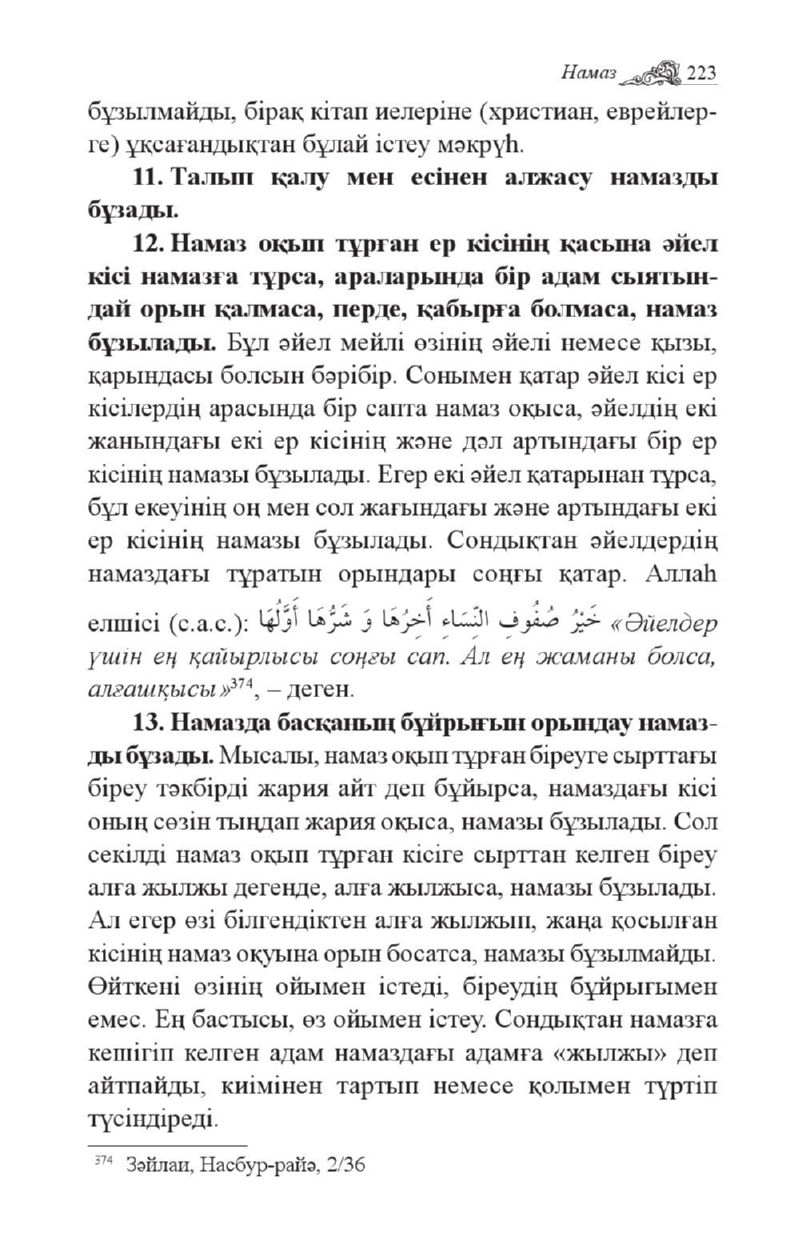 Намаз 223
бұзылмайды, бірақ кітап иелеріне (христиан, еврейлер-
ге) ұқсағандықтан бұлай істеу мәкрүһ.
11. Талып қалу мен есінен алжасу намазды
бұзады.
12. Намаз оқып тұрған ер кісінің қасына әйел
кісі намазға тұрса, араларында бір адам сыятын-
дай орын қалмаса, перде, қабырға болмаса, намаз
бұзылады. Бұл әйел мейлі өзінің әйелі немесе қызы,
қарындасы болсын бәрібір. Сонымен қатар әйел кісі ер
кісілердің арасында бір сапта намаз оқыса, әйелдің екі
жанындағы екі ер кісінің және дәл артындағы бір ер
кісінің намазы бұзылады. Егер екі әйел қатарынан тұрса,
бұл екеуінің оң мен сол жағындағы және артындағы екі
ер кісінің намазы бұзылады. Сондықтан әйелдердің
намаздағы тұратын орындары соңғы қатар. Аллаһ
елшісі (с.а.с.): خَيْرُ صُفُوفِ النِّسَاءِ أَخِرُهَا وَ شَرُّهَا أَوَّلُهَا «Әйелдер
үшін ең қайырлысы соңғы сап. Ал ең жаманы болса,
алғашқысы»³⁷⁴, – деген.
13. Намазда басқаның бұйрығын орындау намаз-
ды бұзады. Мысалы, намаз оқып тұрған біреуге сырттағы
біреу тәкбірді жария айт деп бұйырса, намаздағы кісі
оның сөзін тыңдап жария оқыса, намазы бұзылады. Сол
секілді намаз оқып тұрған кісіге сырттан келген біреу
алға жылжы дегенде, алға жылжыса, намазы бұзылады.
Ал егер өзі білгендіктен алға жылжып, жаңа қосылған
кісінің намаз оқуына орын босатса, намазы бұзылмайды.
Өйткені өзінің ойымен істеді, біреудің бұйрығымен
емес. Ең бастысы, өз ойымен істеу. Сондықтан намазға
кешігіп келген адам намаздағы адамға «жылжы» деп
айтпайды, киімінен тартып немесе қолымен түртіп
түсіндіреді.
³⁷⁴ Зәйлаи, Насбур-райә, 2/36